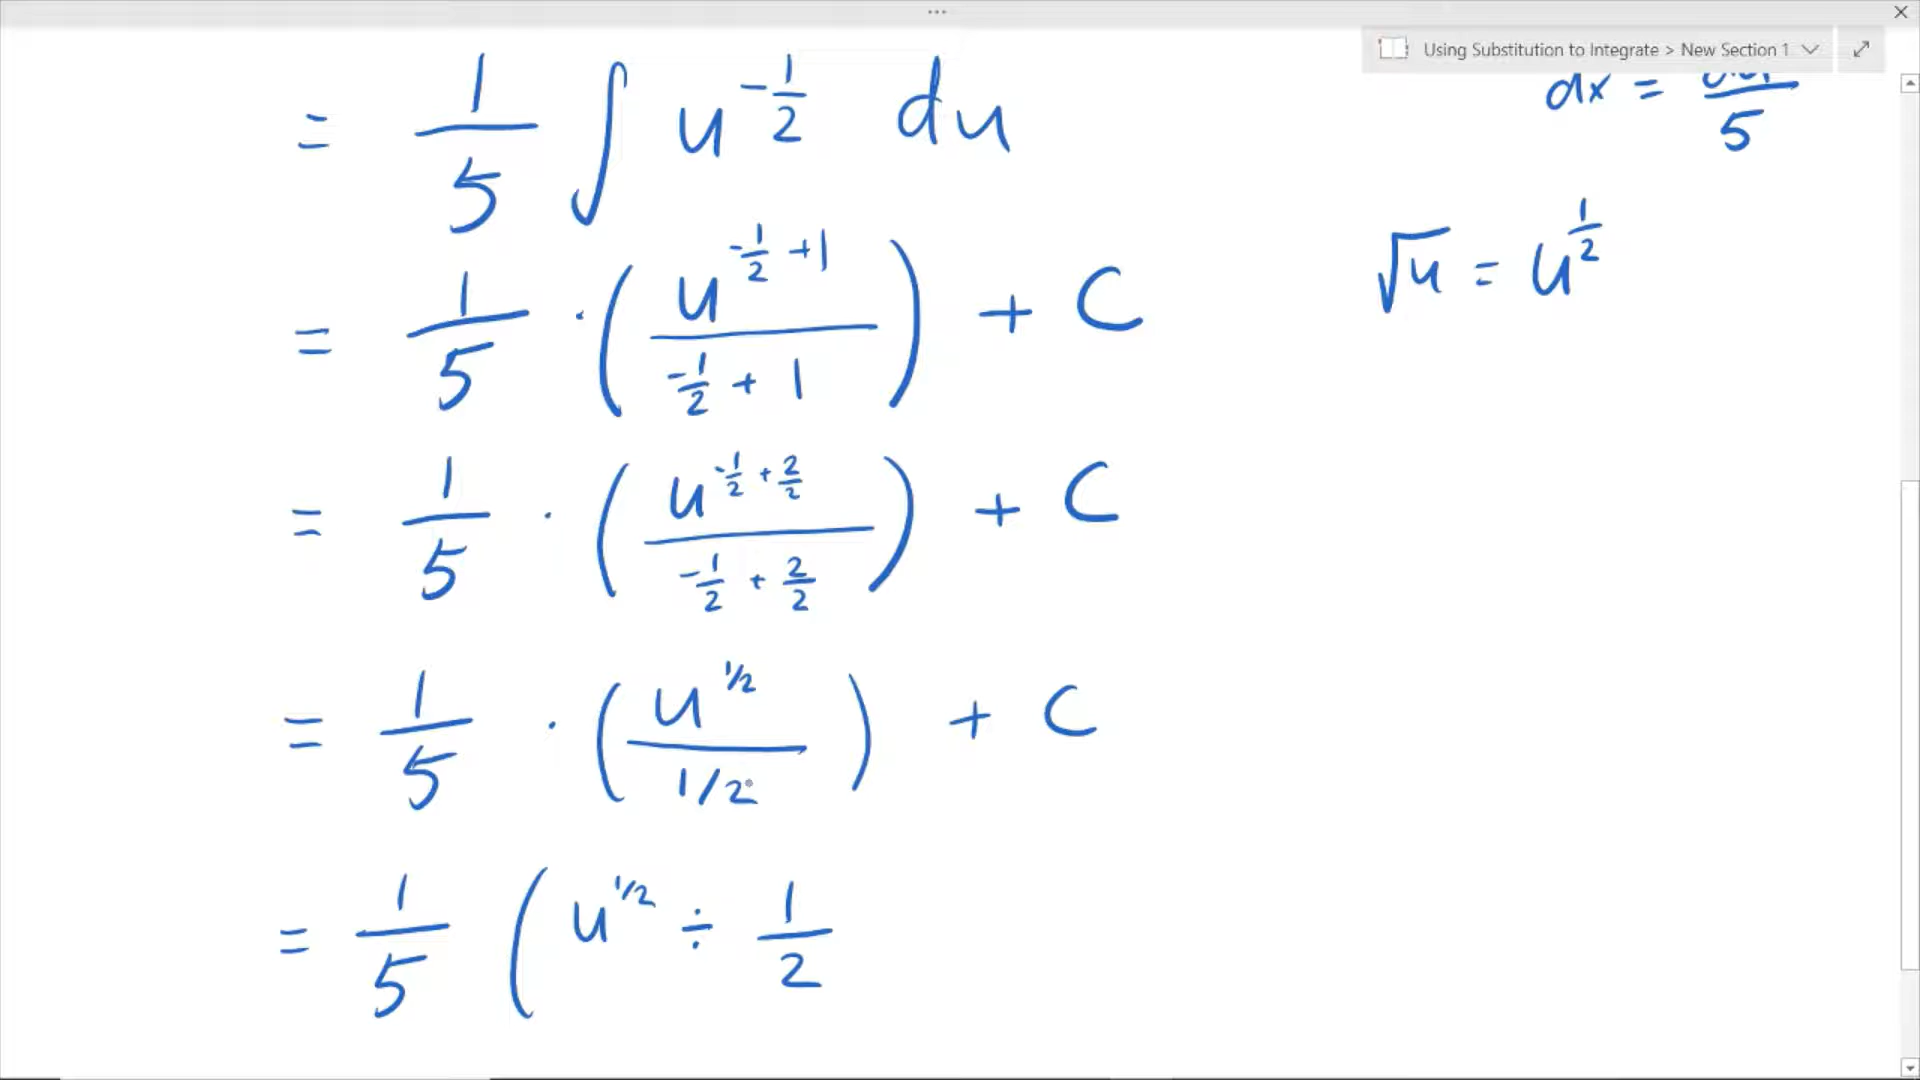 Using Substitution to Integrate > New Section 1
= 1/5 ∫ u^(-1/2) du
dx = du/5
√u = u^(1/2)
= 1/5 · ( u^(-1/2 + 1) / (-1/2 + 1) ) + C
= 1/5 · ( u^(-1/2 + 2/2) / (-1/2 + 2/2) ) + C
= 1/5 · ( u^(1/2) / (1/2) ) + C
= 1/5 ( u^(1/2) ÷ 1/2